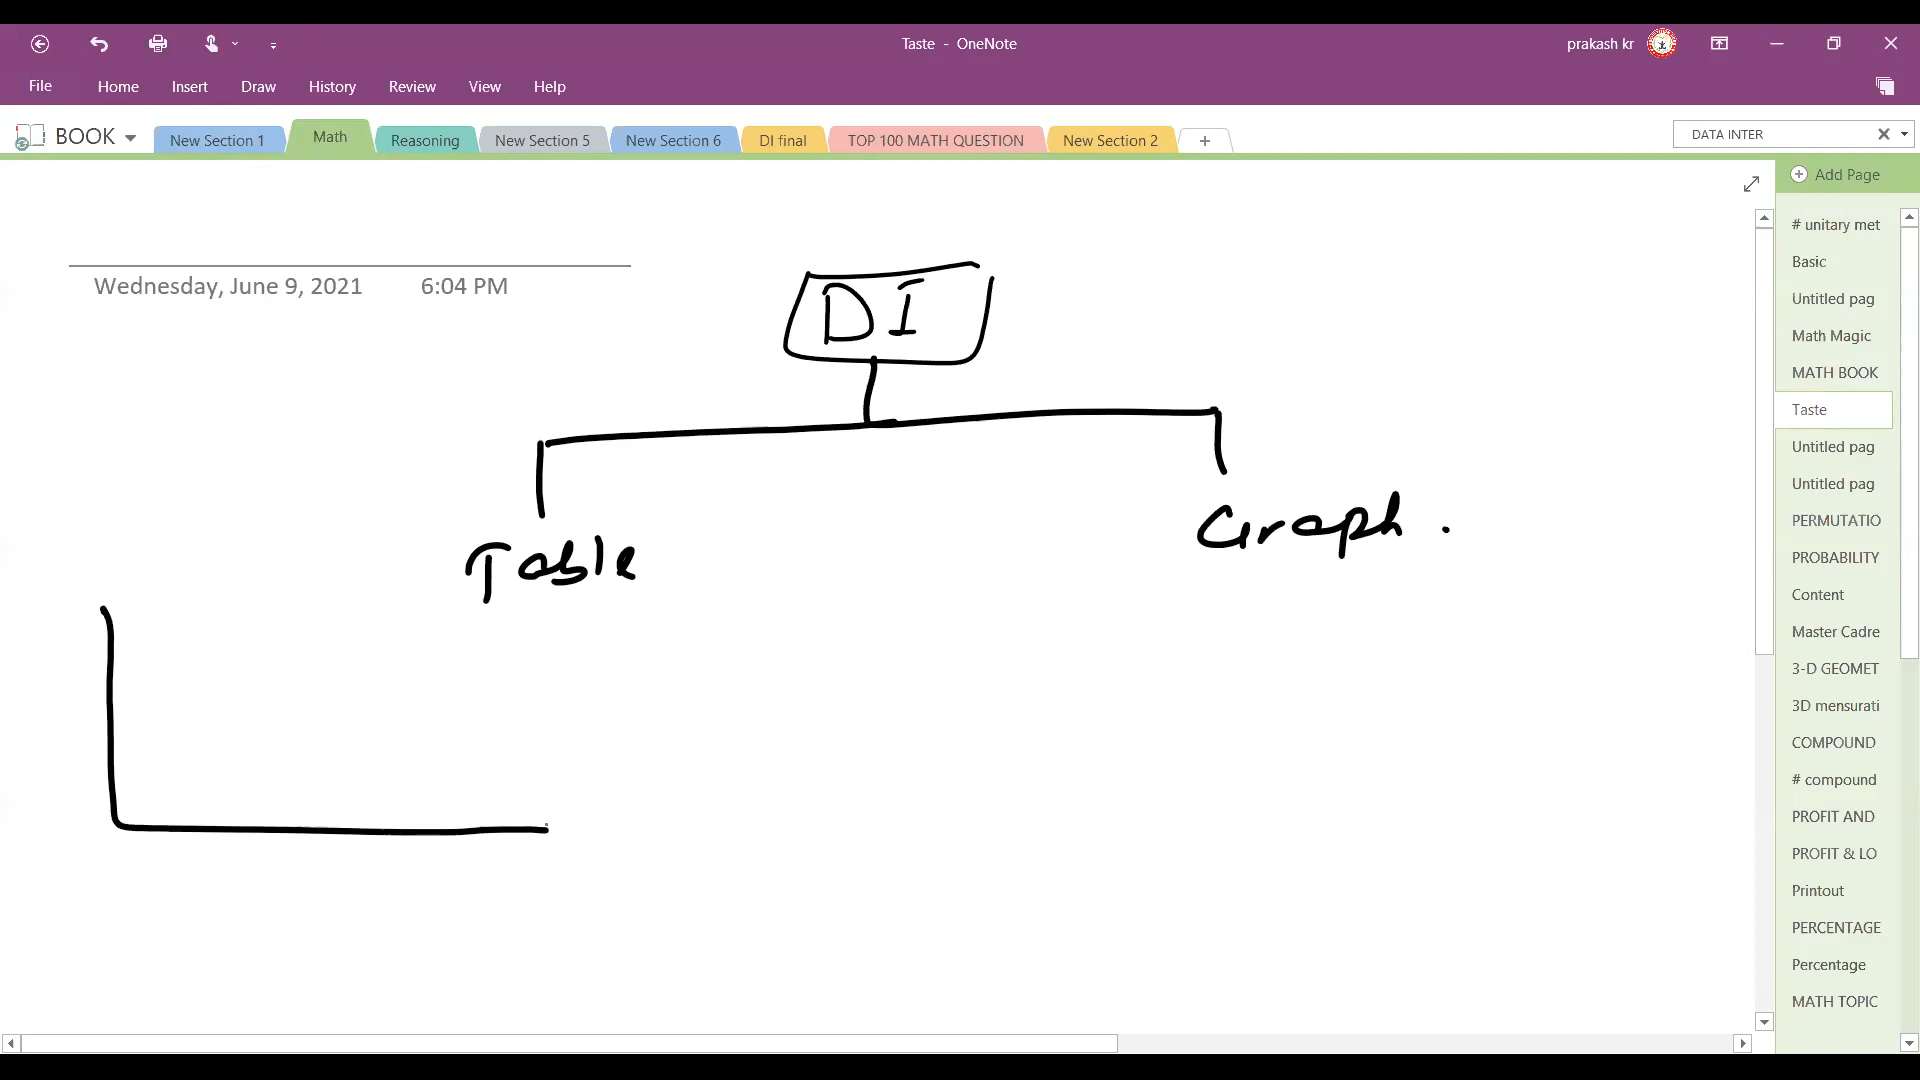 Taste - OneNote
prakash kr
File Home Insert Draw History Review View Help
BOOK
New Section 1
Math
Reasoning
New Section 5
New Section 6
DI final
TOP 100 MATH QUESTION
New Section 2
DATA INTER
Add Page
Wednesday, June 9, 2021 6:04 PM
DI
Table
Graph .
# unitary met
Basic
Untitled pag
Math Magic
MATH BOOK
Taste
Untitled pag
Untitled pag
PERMUTATIO
PROBABILITY
Content
Master Cadre
3-D GEOMET
3D mensurati
COMPOUND
# compound
PROFIT AND
PROFIT & LO
Printout
PERCENTAGE
Percentage
MATH TOPIC